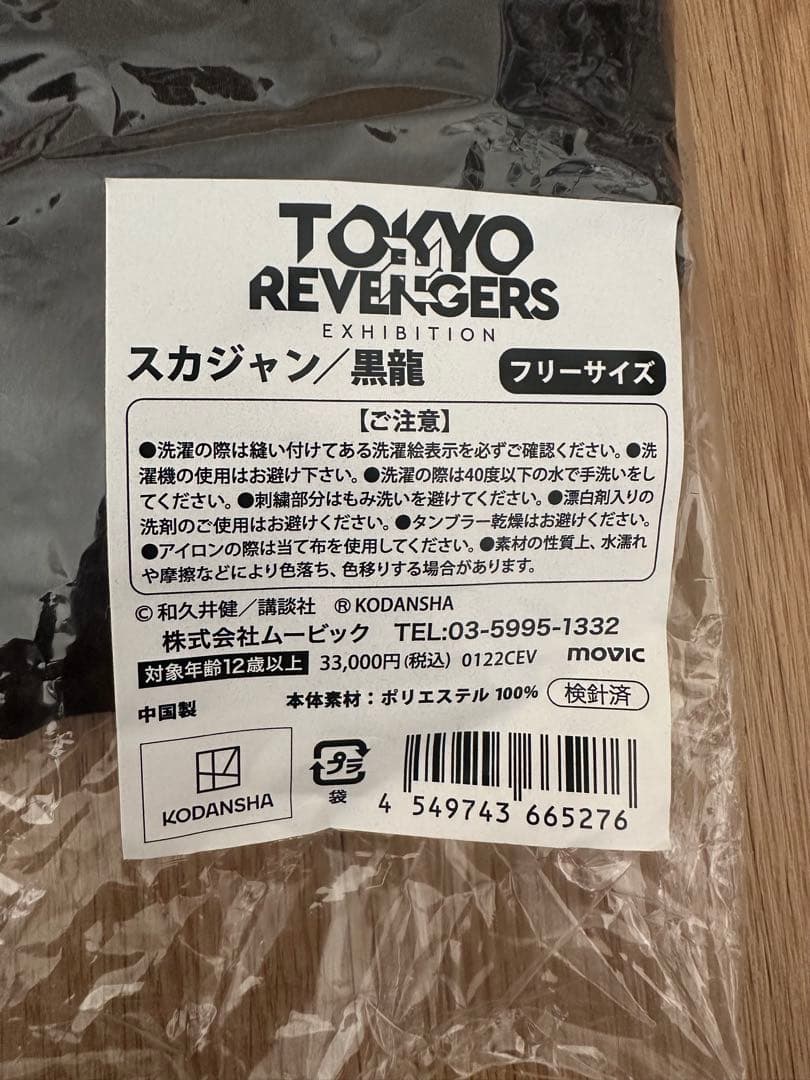 TOKYO
REVENGERS
EXHIBITION
スカジャン／黒龍 フリーサイズ
【ご注意】
●洗濯の際は縫い付けてある洗濯絵表示を必ずご確認ください。●洗
濯機の使用はお避け下さい。●洗濯の際は40度以下の水で手洗いをし
てください。●刺繍部分はもみ洗いを避けてください。●漂白剤入りの
洗剤のご使用はお避けください。●タンブラー乾燥はお避けください。
●アイロンの際は当て布を使用してください。●素材の性質上、水濡れ
や摩擦などにより色落ち、色移りする場合があります。
© 和久井健／講談社 ® KODANSHA
株式会社ムービック TEL:03-5995-1332
対象年齢12歳以上 33,000円(税込) 0122CEV movic
中国製 本体素材：ポリエステル 100% 検針済
KODANSHA
プラ
袋
4 549743 665276